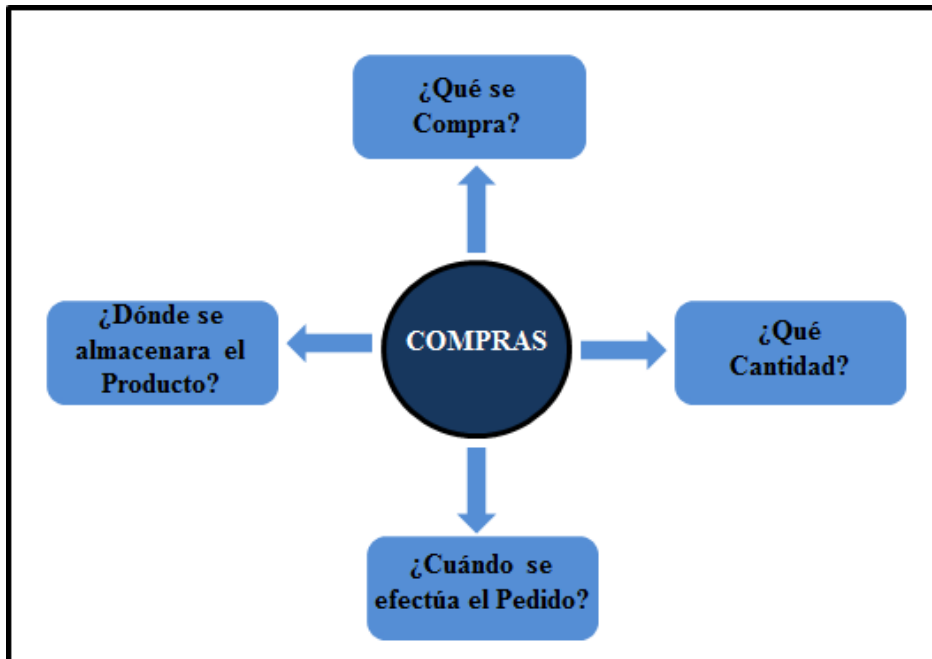 ¿Qué se
Compra?
¿Dónde se
almacenara el
Producto?
COMPRAS
¿Qué
Cantidad?
¿Cuándo se
efectúa el Pedido?